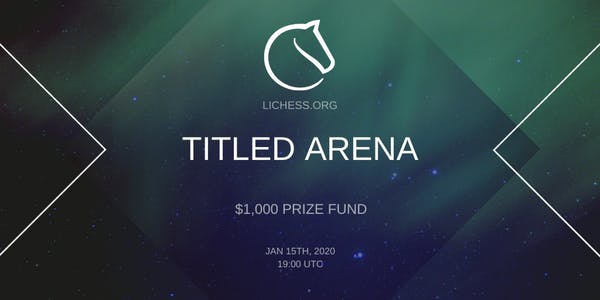 LICHESS.ORG
TITLED ARENA
$1,000 PRIZE FUND
JAN 15TH, 2020
19:00 UTC